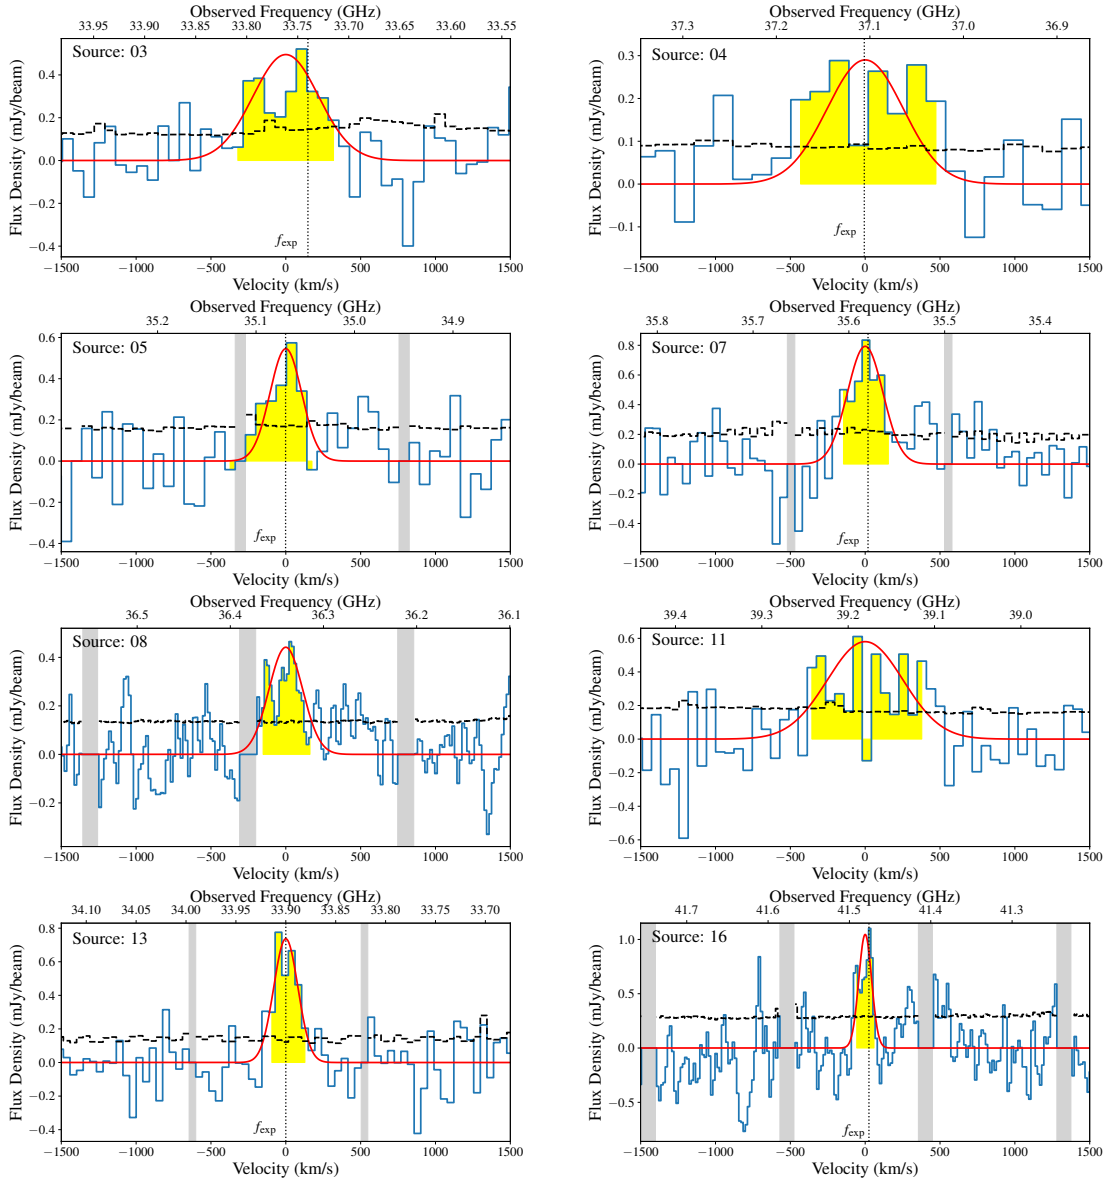 Observed Frequency (GHz)
33.95 33.90 33.85 33.80 33.75 33.70 33.65 33.60 33.55
Source: 03
Flux Density (mJy/beam)
0.4
0.2
0.0
−0.2
−0.4
fexp
−1500 −1000 −500 0 500 1000 1500
Velocity (km/s)
Observed Frequency (GHz)
37.3 37.2 37.1 37.0 36.9
Source: 04
Flux Density (mJy/beam)
0.3
0.2
0.1
0.0
−0.1
fexp
−1500 −1000 −500 0 500 1000 1500
Velocity (km/s)
Observed Frequency (GHz)
35.2 35.1 35.0 34.9
Source: 05
Flux Density (mJy/beam)
0.6
0.4
0.2
0.0
−0.2
−0.4
fexp
−1500 −1000 −500 0 500 1000 1500
Velocity (km/s)
Observed Frequency (GHz)
35.8 35.7 35.6 35.5 35.4
Source: 07
Flux Density (mJy/beam)
0.8
0.6
0.4
0.2
0.0
−0.2
−0.4
fexp
−1500 −1000 −500 0 500 1000 1500
Velocity (km/s)
Observed Frequency (GHz)
36.5 36.4 36.3 36.2 36.1
Source: 08
Flux Density (mJy/beam)
0.4
0.2
0.0
−0.2
−1500 −1000 −500 0 500 1000 1500
Velocity (km/s)
Observed Frequency (GHz)
39.4 39.3 39.2 39.1 39.0
Source: 11
Flux Density (mJy/beam)
0.6
0.4
0.2
0.0
−0.2
−0.4
−0.6
−1500 −1000 −500 0 500 1000 1500
Velocity (km/s)
Observed Frequency (GHz)
34.10 34.05 34.00 33.95 33.90 33.85 33.80 33.75 33.70
Source: 13
Flux Density (mJy/beam)
0.8
0.6
0.4
0.2
0.0
−0.2
−0.4
fexp
−1500 −1000 −500 0 500 1000 1500
Velocity (km/s)
Observed Frequency (GHz)
41.7 41.6 41.5 41.4 41.3
Source: 16
Flux Density (mJy/beam)
1.0
0.5
0.0
−0.5
fexp
−1500 −1000 −500 0 500 1000 1500
Velocity (km/s)